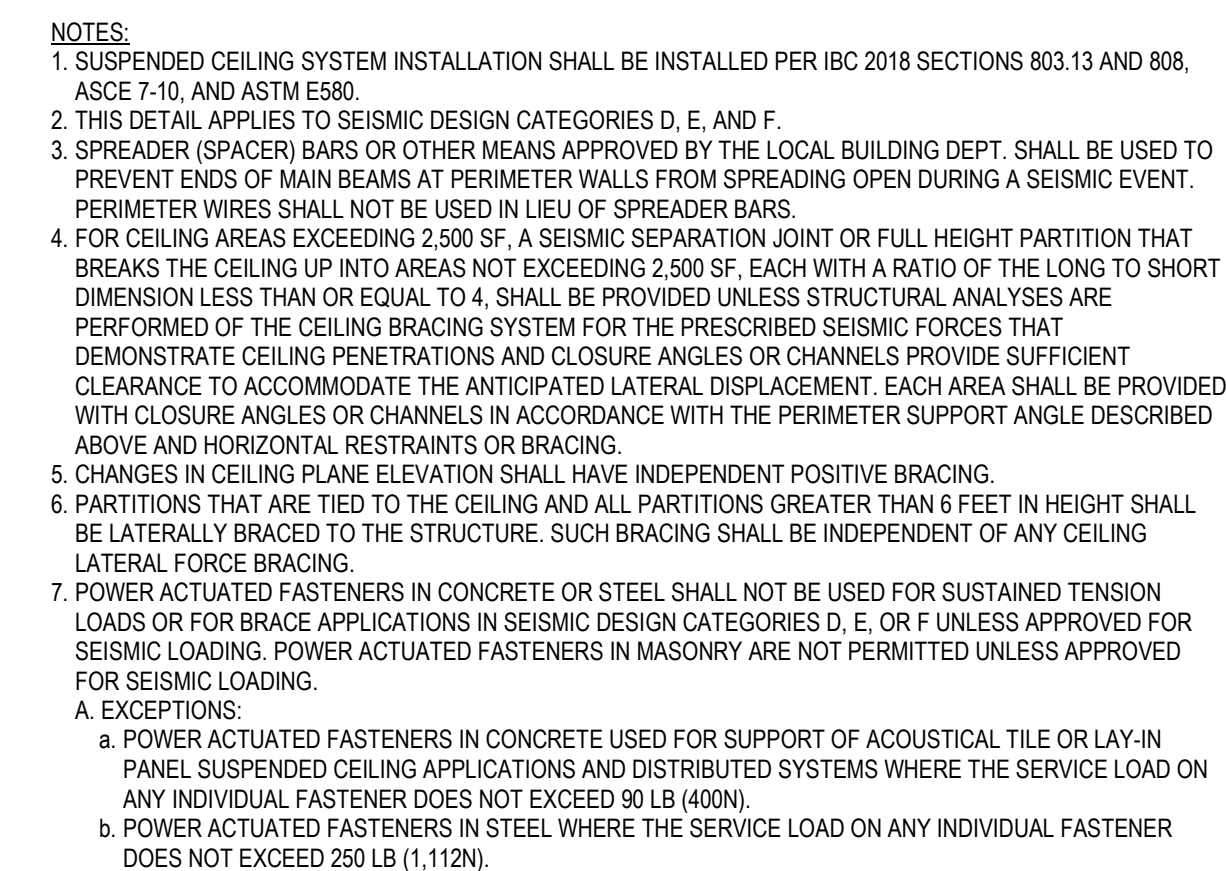 NOTES:
1. SUSPENDED CEILING SYSTEM INSTALLATION SHALL BE INSTALLED PER IBC 2018 SECTIONS 803.13 AND 808,
ASCE 7-10, AND ASTM E580.
2. THIS DETAIL APPLIES TO SEISMIC DESIGN CATEGORIES D, E, AND F.
3. SPREADER (SPACER) BARS OR OTHER MEANS APPROVED BY THE LOCAL BUILDING DEPT. SHALL BE USED TO
PREVENT ENDS OF MAIN BEAMS AT PERIMETER WALLS FROM SPREADING OPEN DURING A SEISMIC EVENT.
PERIMETER WIRES SHALL NOT BE USED IN LIEU OF SPREADER BARS.
4. FOR CEILING AREAS EXCEEDING 2,500 SF, A SEISMIC SEPARATION JOINT OR FULL HEIGHT PARTITION THAT
BREAKS THE CEILING UP INTO AREAS NOT EXCEEDING 2,500 SF, EACH WITH A RATIO OF THE LONG TO SHORT
DIMENSION LESS THAN OR EQUAL TO 4, SHALL BE PROVIDED UNLESS STRUCTURAL ANALYSES ARE
PERFORMED OF THE CEILING BRACING SYSTEM FOR THE PRESCRIBED SEISMIC FORCES THAT
DEMONSTRATE CEILING PENETRATIONS AND CLOSURE ANGLES OR CHANNELS PROVIDE SUFFICIENT
CLEARANCE TO ACCOMMODATE THE ANTICIPATED LATERAL DISPLACEMENT. EACH AREA SHALL BE PROVIDED
WITH CLOSURE ANGLES OR CHANNELS IN ACCORDANCE WITH THE PERIMETER SUPPORT ANGLE DESCRIBED
ABOVE AND HORIZONTAL RESTRAINTS OR BRACING.
5. CHANGES IN CEILING PLANE ELEVATION SHALL HAVE INDEPENDENT POSITIVE BRACING.
6. PARTITIONS THAT ARE TIED TO THE CEILING AND ALL PARTITIONS GREATER THAN 6 FEET IN HEIGHT SHALL
BE LATERALLY BRACED TO THE STRUCTURE. SUCH BRACING SHALL BE INDEPENDENT OF ANY CEILING
LATERAL FORCE BRACING.
7. POWER ACTUATED FASTENERS IN CONCRETE OR STEEL SHALL NOT BE USED FOR SUSTAINED TENSION
LOADS OR FOR BRACE APPLICATIONS IN SEISMIC DESIGN CATEGORIES D, E, OR F UNLESS APPROVED FOR
SEISMIC LOADING. POWER ACTUATED FASTENERS IN MASONRY ARE NOT PERMITTED UNLESS APPROVED
FOR SEISMIC LOADING.
A. EXCEPTIONS:
a. POWER ACTUATED FASTENERS IN CONCRETE USED FOR SUPPORT OF ACOUSTICAL TILE OR LAY-IN
PANEL SUSPENDED CEILING APPLICATIONS AND DISTRIBUTED SYSTEMS WHERE THE SERVICE LOAD ON
ANY INDIVIDUAL FASTENER DOES NOT EXCEED 90 LB (400N).
b. POWER ACTUATED FASTENERS IN STEEL WHERE THE SERVICE LOAD ON ANY INDIVIDUAL FASTENER
DOES NOT EXCEED 250 LB (1,112N).